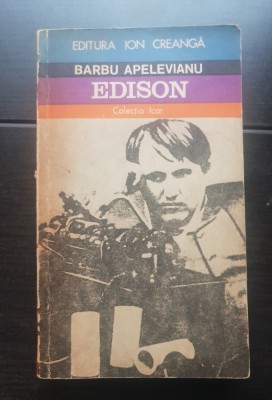 EDITURA ION CREANGĂ
BARBU APELEVIANU
EDISON
Colecția Icar